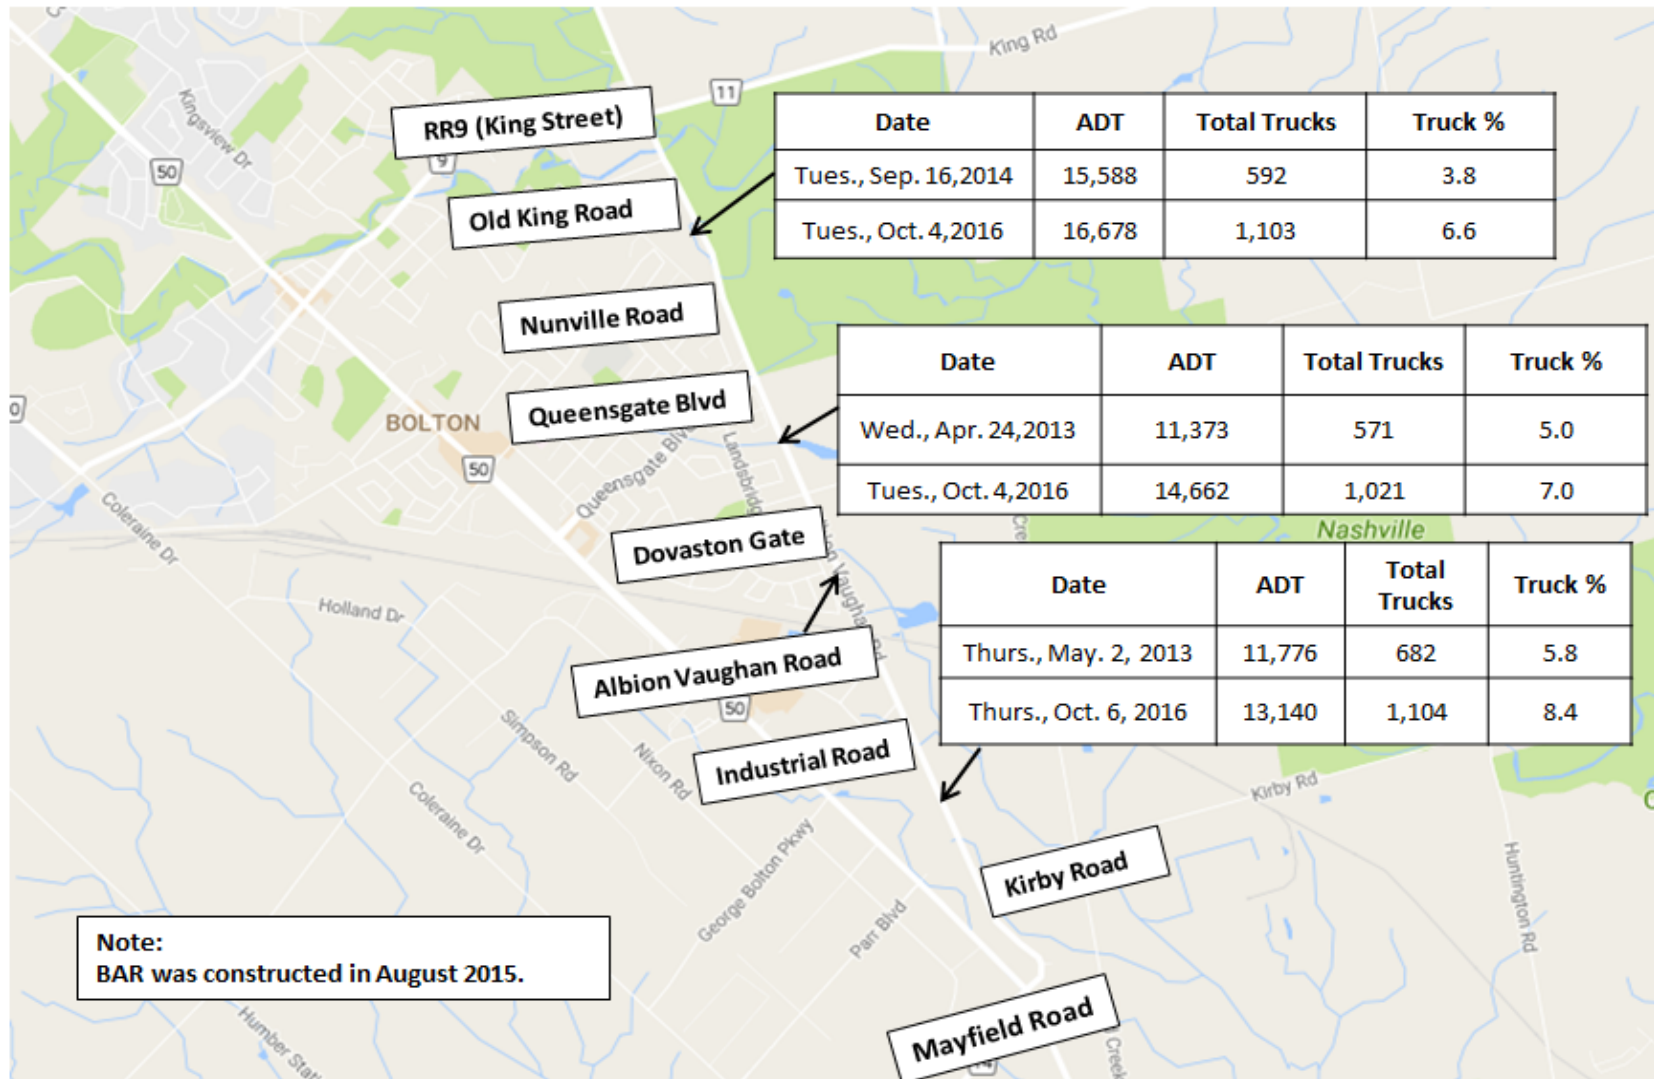 King Rd
11
RR9 (King Street)
Kingsview Dr
9
50
Old King Road
Date ADT Total Trucks Truck %
Tues., Sep. 16,2014 15,588 592 3.8
Tues., Oct. 4,2016 16,678 1,103 6.6
Nunville Road
Date ADT Total Trucks Truck %
Wed., Apr. 24,2013 11,373 571 5.0
Tues., Oct. 4,2016 14,662 1,021 7.0
Queensgate Blvd
BOLTON
50
Queensgate Blvd
Landsbridge
Coleraine Dr
Dovaston Gate
Nashville
Date ADT Total
Trucks Truck %
Thurs., May. 2, 2013 11,776 682 5.8
Thurs., Oct. 6, 2016 13,140 1,104 8.4
Vaughan Rd
Holland Dr
Albion Vaughan Road
50
Simpson Rd
Nixon Rd
Industrial Road
Coleraine Dr
Kirby Rd
George Bolton Pkwy
Kirby Road
Huntington Rd
Parr Blvd
Note:
BAR was constructed in August 2015.
Mayfield Road
Humber Stati
Creek